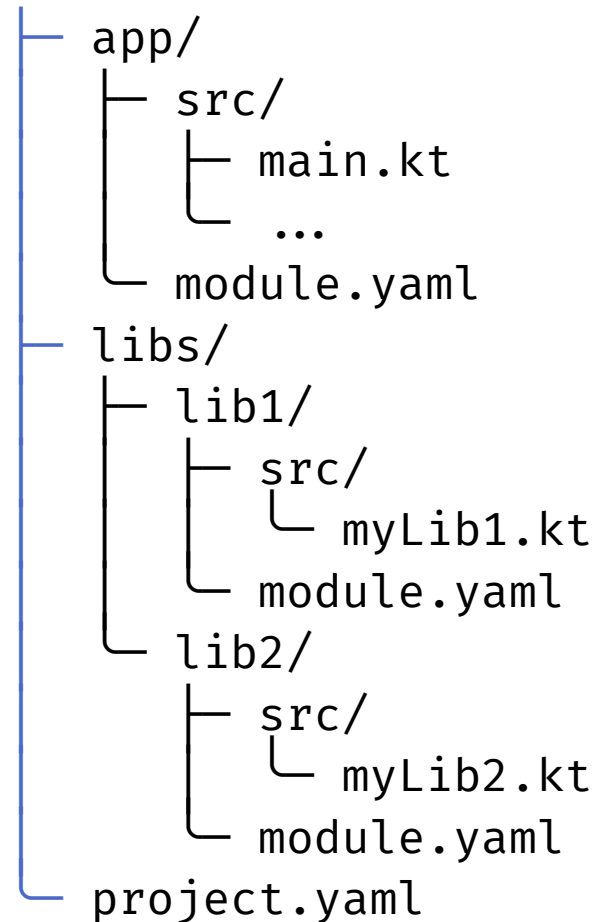 app/
src/
main.kt
...
module.yaml
libs/
lib1/
src/
myLib1.kt
module.yaml
lib2/
src/
myLib2.kt
module.yaml
project.yaml